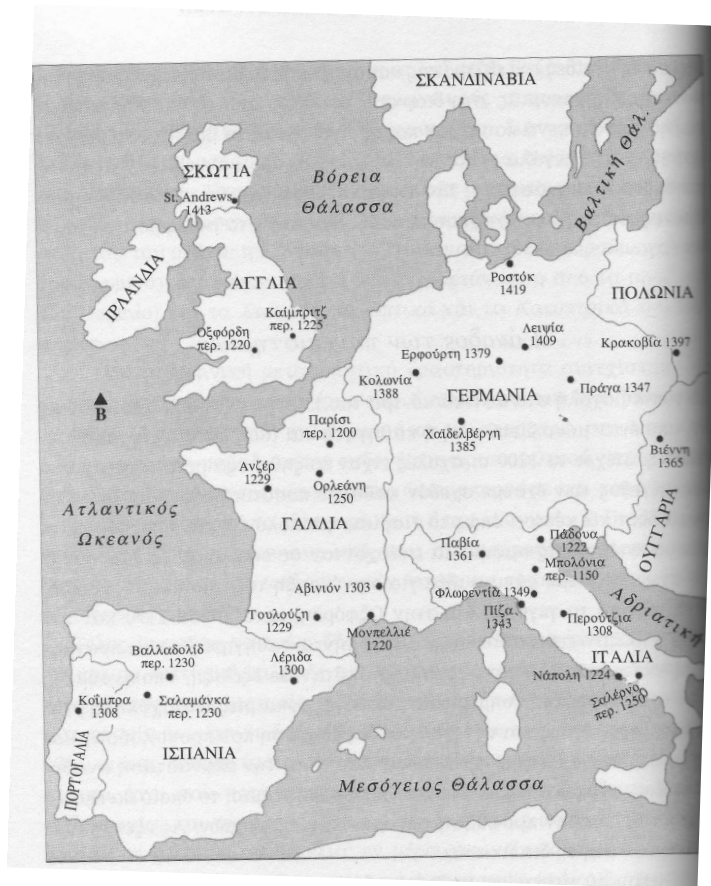 ΣΚΑΝΔΙΝΑΒΙΑ
Βαλτική Θάλ.
ΣΚΩΤΙΑ
St. Andrews
1413
Βόρεια
Θάλασσα
ΙΡΛΑΝΔΙΑ
ΑΓΓΛΙΑ
Καίμπριτζ
περ. 1225
Οξφόρδη
περ. 1220
Ροστόκ
1419
ΠΟΛΩΝΙΑ
Λειψία
1409
Κρακοβία 1397
Ερφούρτη 1379
Κολωνία
1388
ΓΕΡΜΑΝΙΑ
Πράγα 1347
Β
Παρίσι
περ. 1200
Χαϊδελβέργη
1385
Βιέννη
1365
Ανζέρ
1229
Ορλεάνη
1250
Ατλαντικός
Ωκεανός
ΓΑΛΛΙΑ
ΟΥΓΓΑΡΙΑ
Παβία
1361
Πάδουα
1222
Μπολόνια
περ. 1150
Αβινιόν 1303
Φλωρεντία 1349
Πίζα
1343
Αδριατική
Τουλούζη
1229
Μονπελλιέ
1220
Περούτζια
1308
Βαλλαδολίδ
περ. 1230
Λέριδα
1300
ΙΤΑΛΙΑ
Νάπολη 1224
Σαλέρνο
περ. 1250
Κοΐμπρα
1308
Σαλαμάνκα
περ. 1230
ΠΟΡΤΟΓΑΛΙΑ
ΙΣΠΑΝΙΑ
Μεσόγειος Θάλασσα